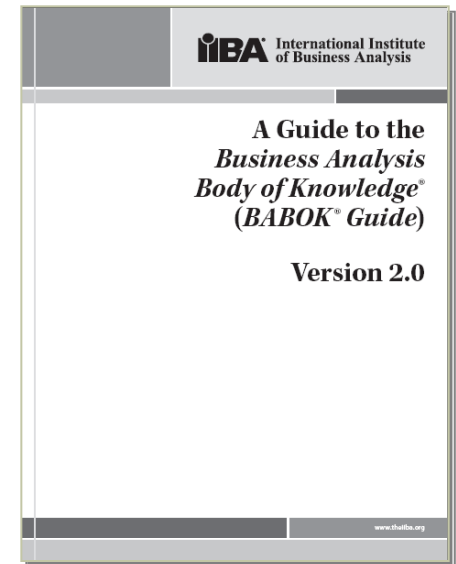 IIBA® International Institute
of Business Analysis
A Guide to the
Business Analysis
Body of Knowledge®
(BABOK® Guide)
Version 2.0
www.theiiba.org